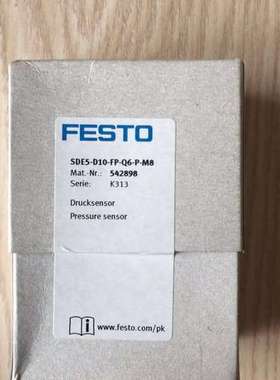 FESTO
SDE5-D10-FP-Q6-P-M8
Mat.-Nr.: 542898
Serie: K313
Drucksensor
Pressure sensor
www.festo.com/pk